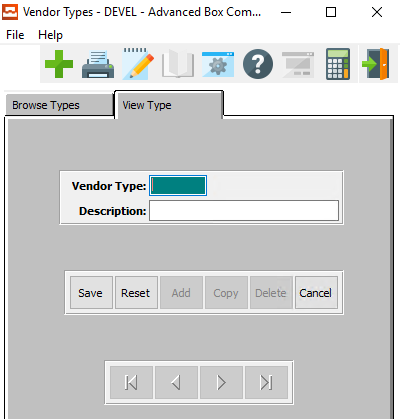 Vendor Types - DEVEL - Advanced Box Com...
File Help
Browse Types View Type
Vendor Type:
Description:
Save Reset Add Copy Delete Cancel